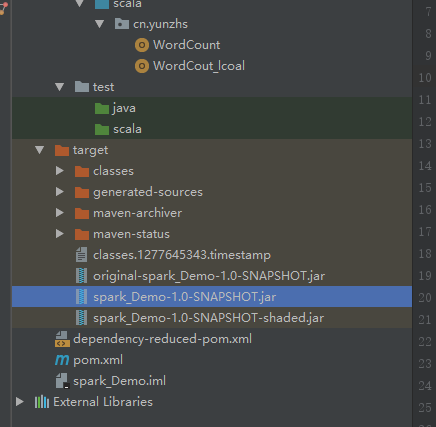 scala
cn.yunzhs
WordCount
WordCout_lcoal
test
java
scala
target
classes
generated-sources
maven-archiver
maven-status
classes.1277645343.timestamp
original-spark_Demo-1.0-SNAPSHOT.jar
spark_Demo-1.0-SNAPSHOT.jar
spark_Demo-1.0-SNAPSHOT-shaded.jar
dependency-reduced-pom.xml
pom.xml
spark_Demo.iml
External Libraries
7
8
9
10
11
12
13
14
15
16
17
18
19
20
21
22
23
24
25